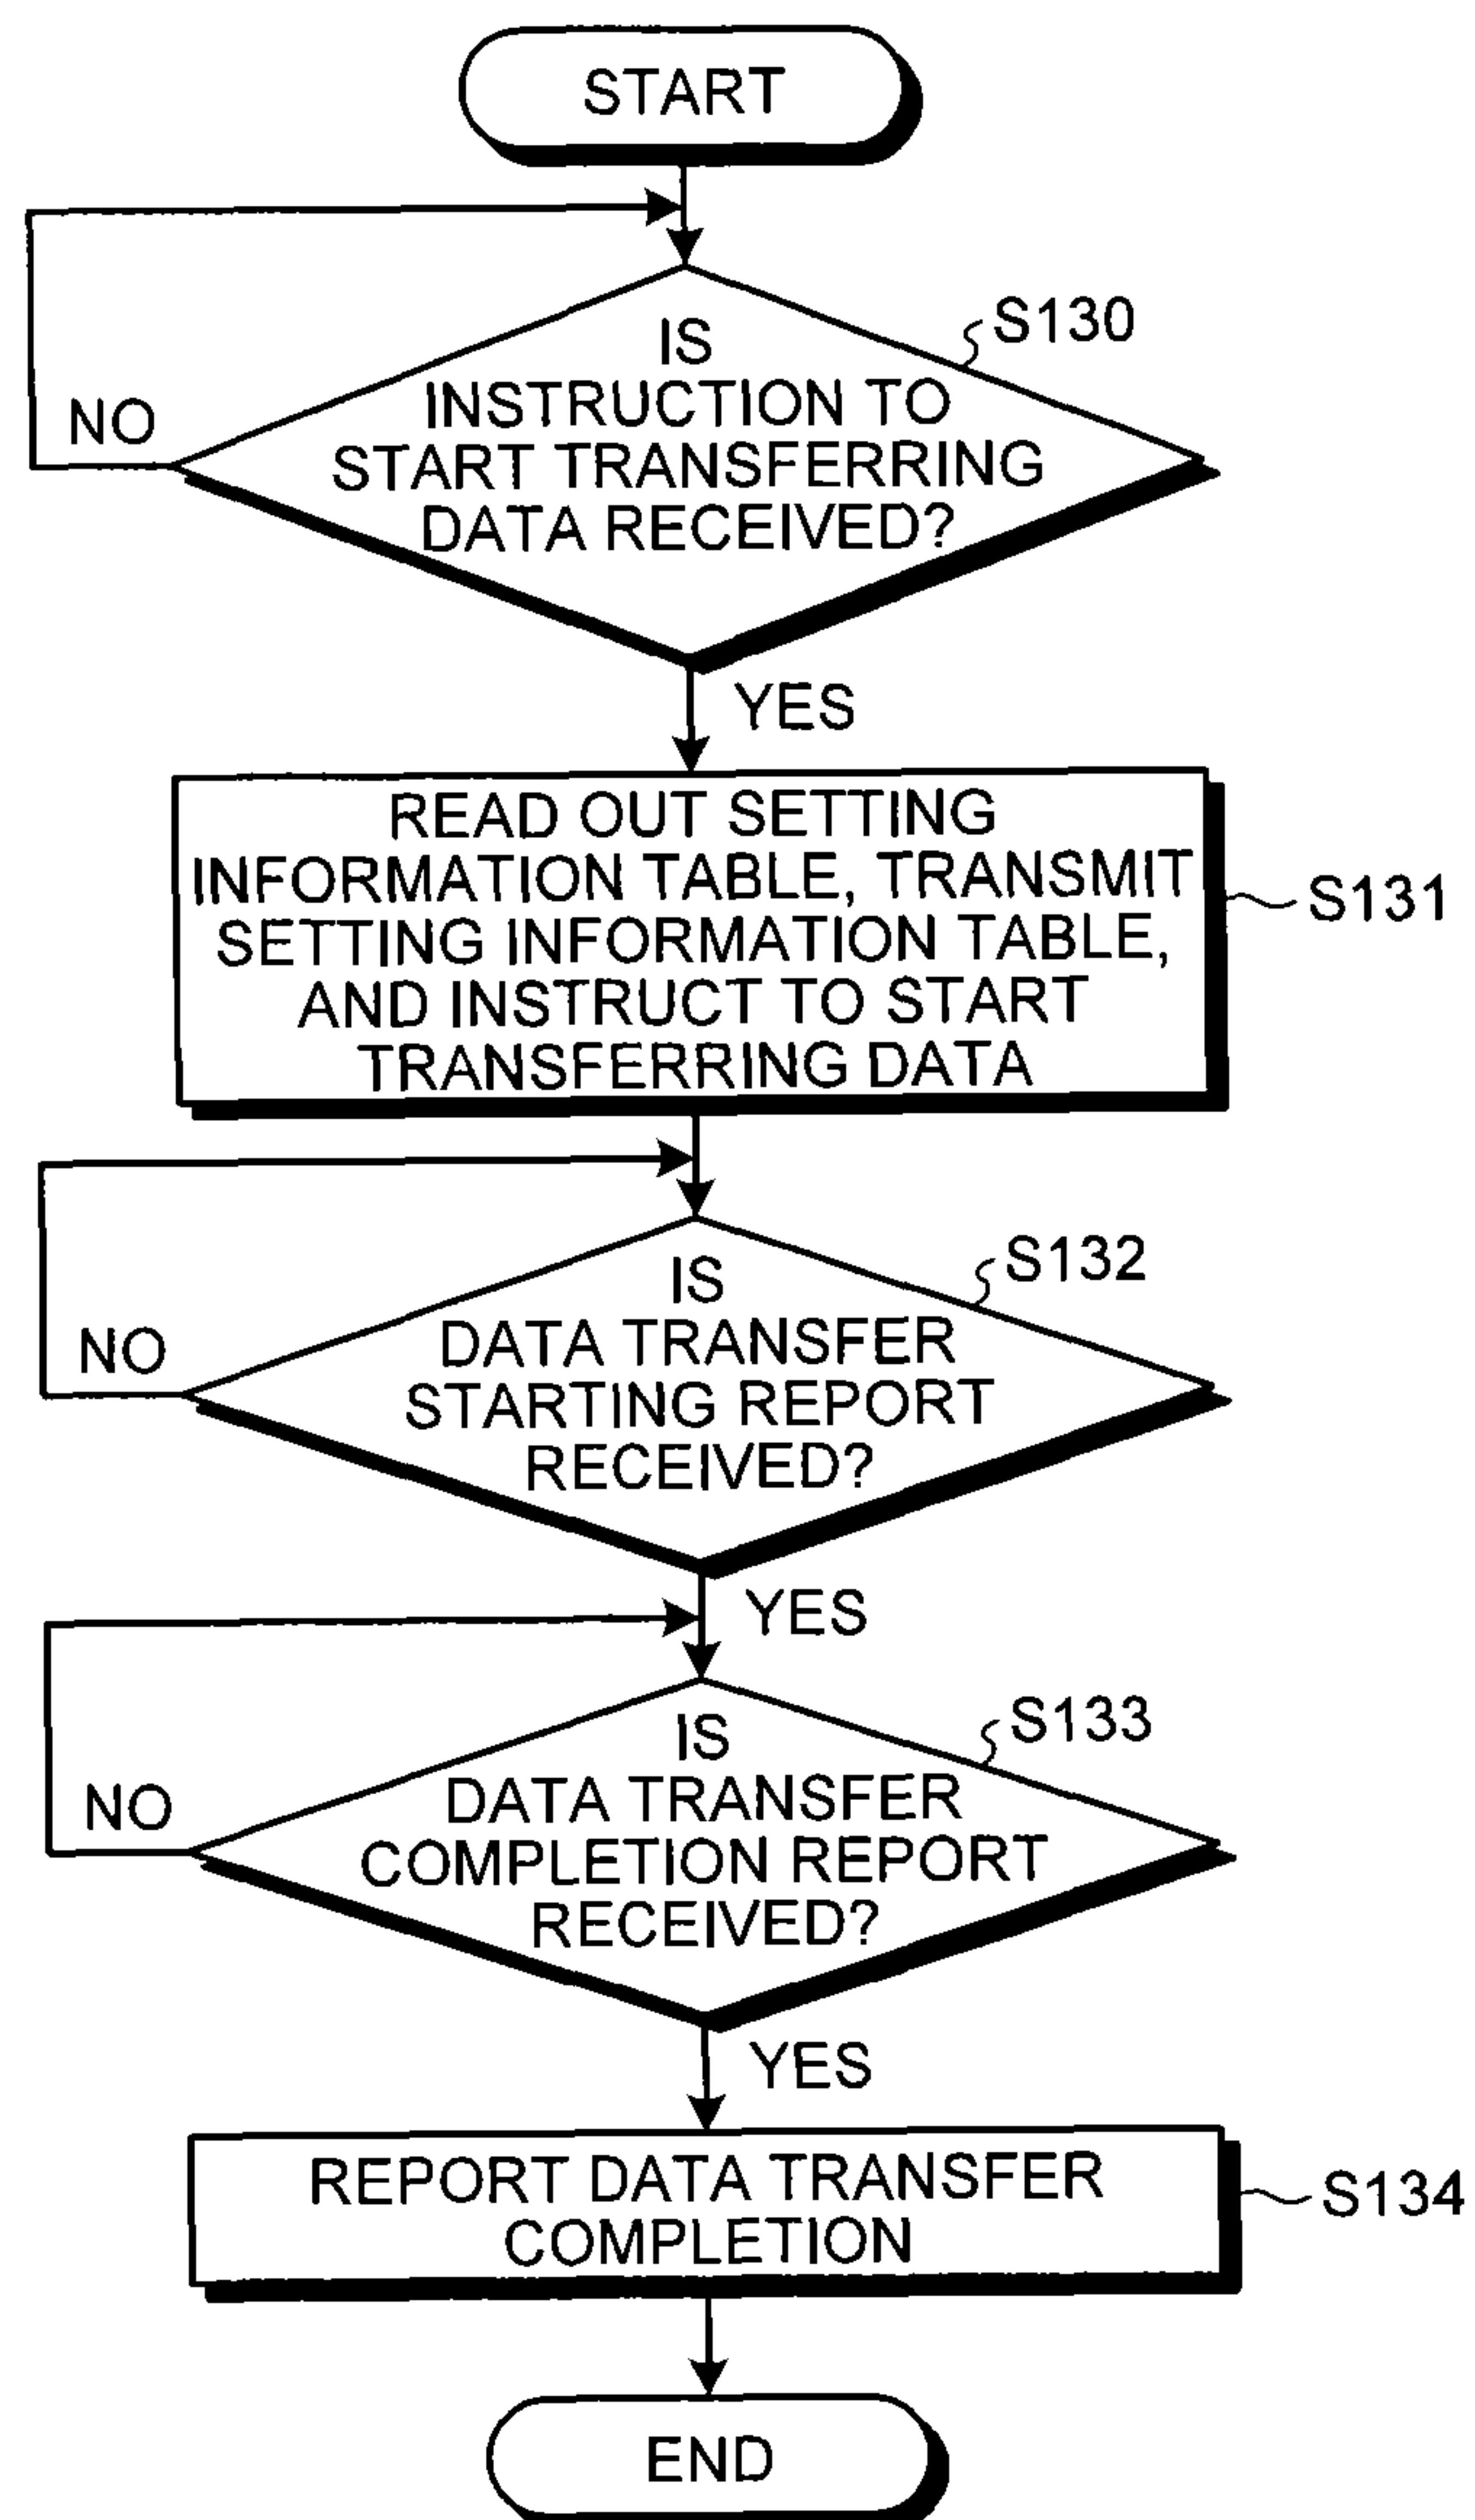 START
S130
IS
INSTRUCTION TO
START TRANSFERRING
DATA RECEIVED?
NO
YES
READ OUT SETTING
INFORMATION TABLE, TRANSMIT
SETTING INFORMATION TABLE,
AND INSTRUCT TO START
TRANSFERRING DATA
S131
S132
IS
DATA TRANSFER
STARTING REPORT
RECEIVED?
NO
YES
S133
IS
DATA TRANSFER
COMPLETION REPORT
RECEIVED?
NO
YES
REPORT DATA TRANSFER
COMPLETION
S134
END